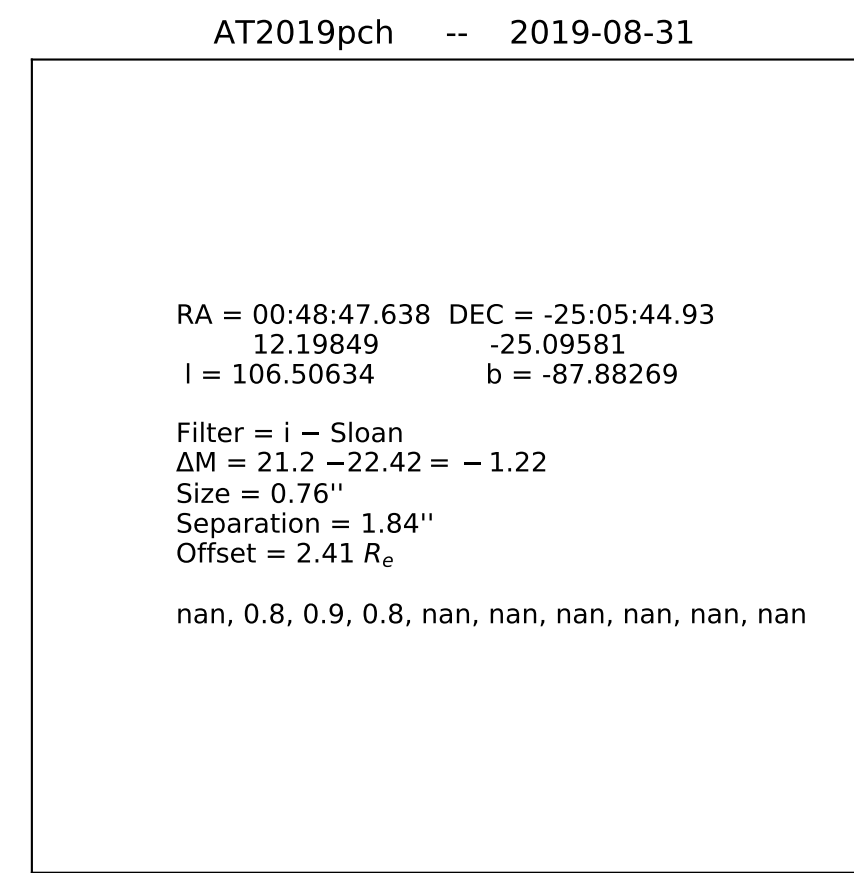 AT2019pch -- 2019-08-31
RA = 00:48:47.638 DEC = -25:05:44.93
12.19849 -25.09581
l = 106.50634 b = -87.88269
Filter = i − Sloan
ΔM = 21.2 −22.42 = − 1.22
Size = 0.76''
Separation = 1.84''
Offset = 2.41 Rₑ
nan, 0.8, 0.9, 0.8, nan, nan, nan, nan, nan, nan